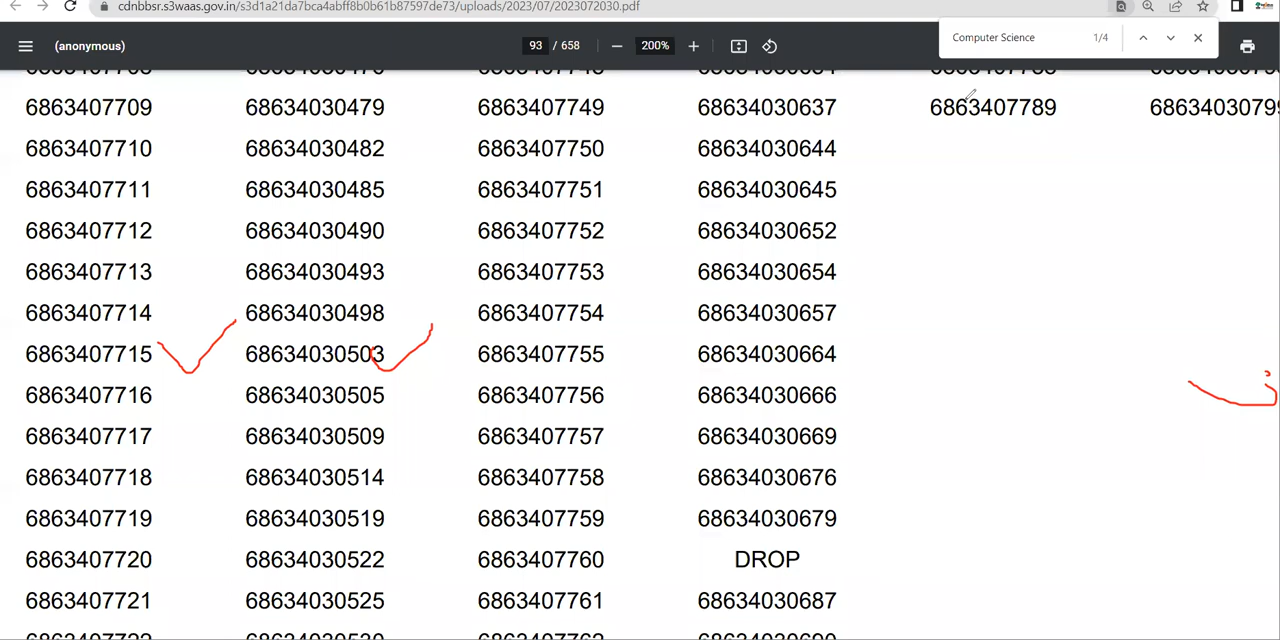 cdnbbsr.s3waas.gov.in/s3d1a21da7bca4abff8b0b61b87597de73/uploads/2023/07/2023072030.pdf
(anonymous)
93 / 658
200%
Computer Science
1/4
6863407709 68634030479 6863407749 68634030637 6863407789
6863407710 68634030482 6863407750 68634030644
6863407711 68634030485 6863407751 68634030645
6863407712 68634030490 6863407752 68634030652
6863407713 68634030493 6863407753 68634030654
6863407714 68634030498 6863407754 68634030657
6863407715 68634030503 6863407755 68634030664
6863407716 68634030505 6863407756 68634030666
6863407717 68634030509 6863407757 68634030669
6863407718 68634030514 6863407758 68634030676
6863407719 68634030519 6863407759 68634030679
6863407720 68634030522 6863407760 DROP
6863407721 68634030525 6863407761 68634030687